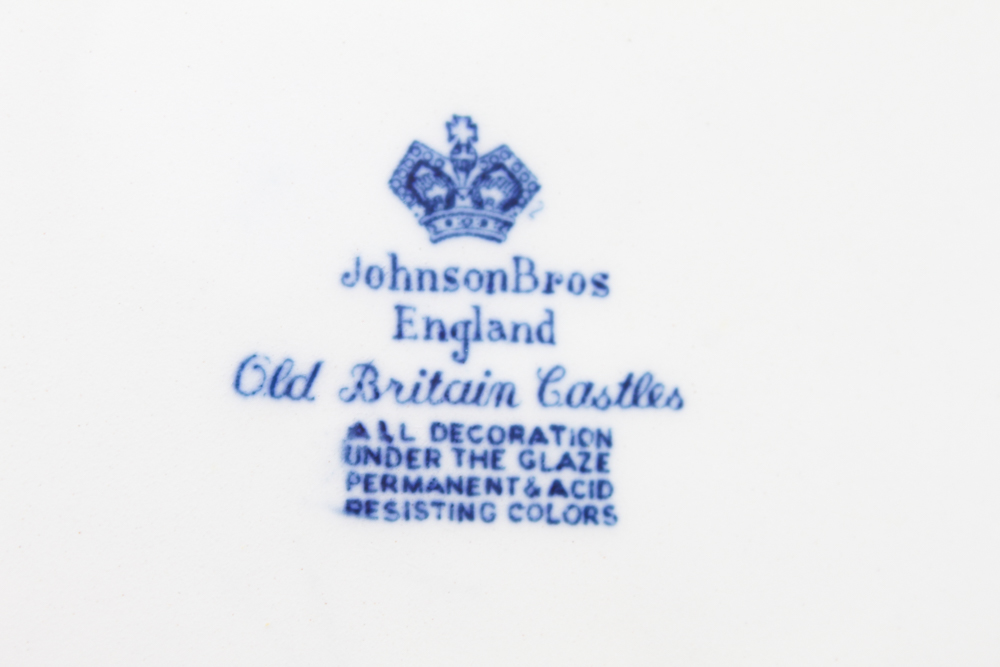 JohnsonBros
England
Old Britain Castles
ALL DECORATION
UNDER THE GLAZE
PERMANENT & ACID
RESISTING COLORS